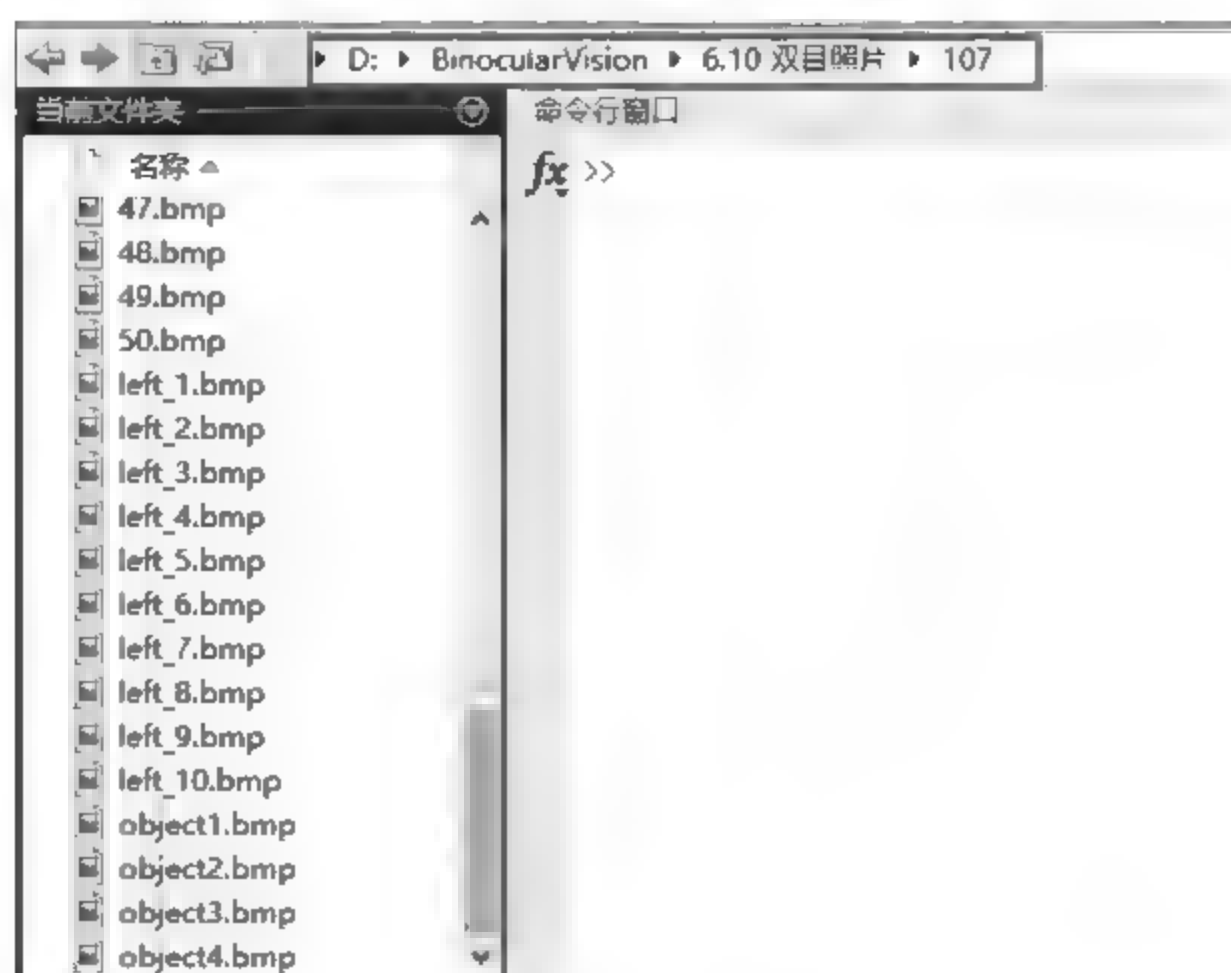 D: ▸ BinocularVision ▸ 6.10 双目照片 ▸ 107
当前文件夹
名称
47.bmp
48.bmp
49.bmp
50.bmp
left_1.bmp
left_2.bmp
left_3.bmp
left_4.bmp
left_5.bmp
left_6.bmp
left_7.bmp
left_8.bmp
left_9.bmp
left_10.bmp
object1.bmp
object2.bmp
object3.bmp
object4.bmp
命令行窗口
fx >>